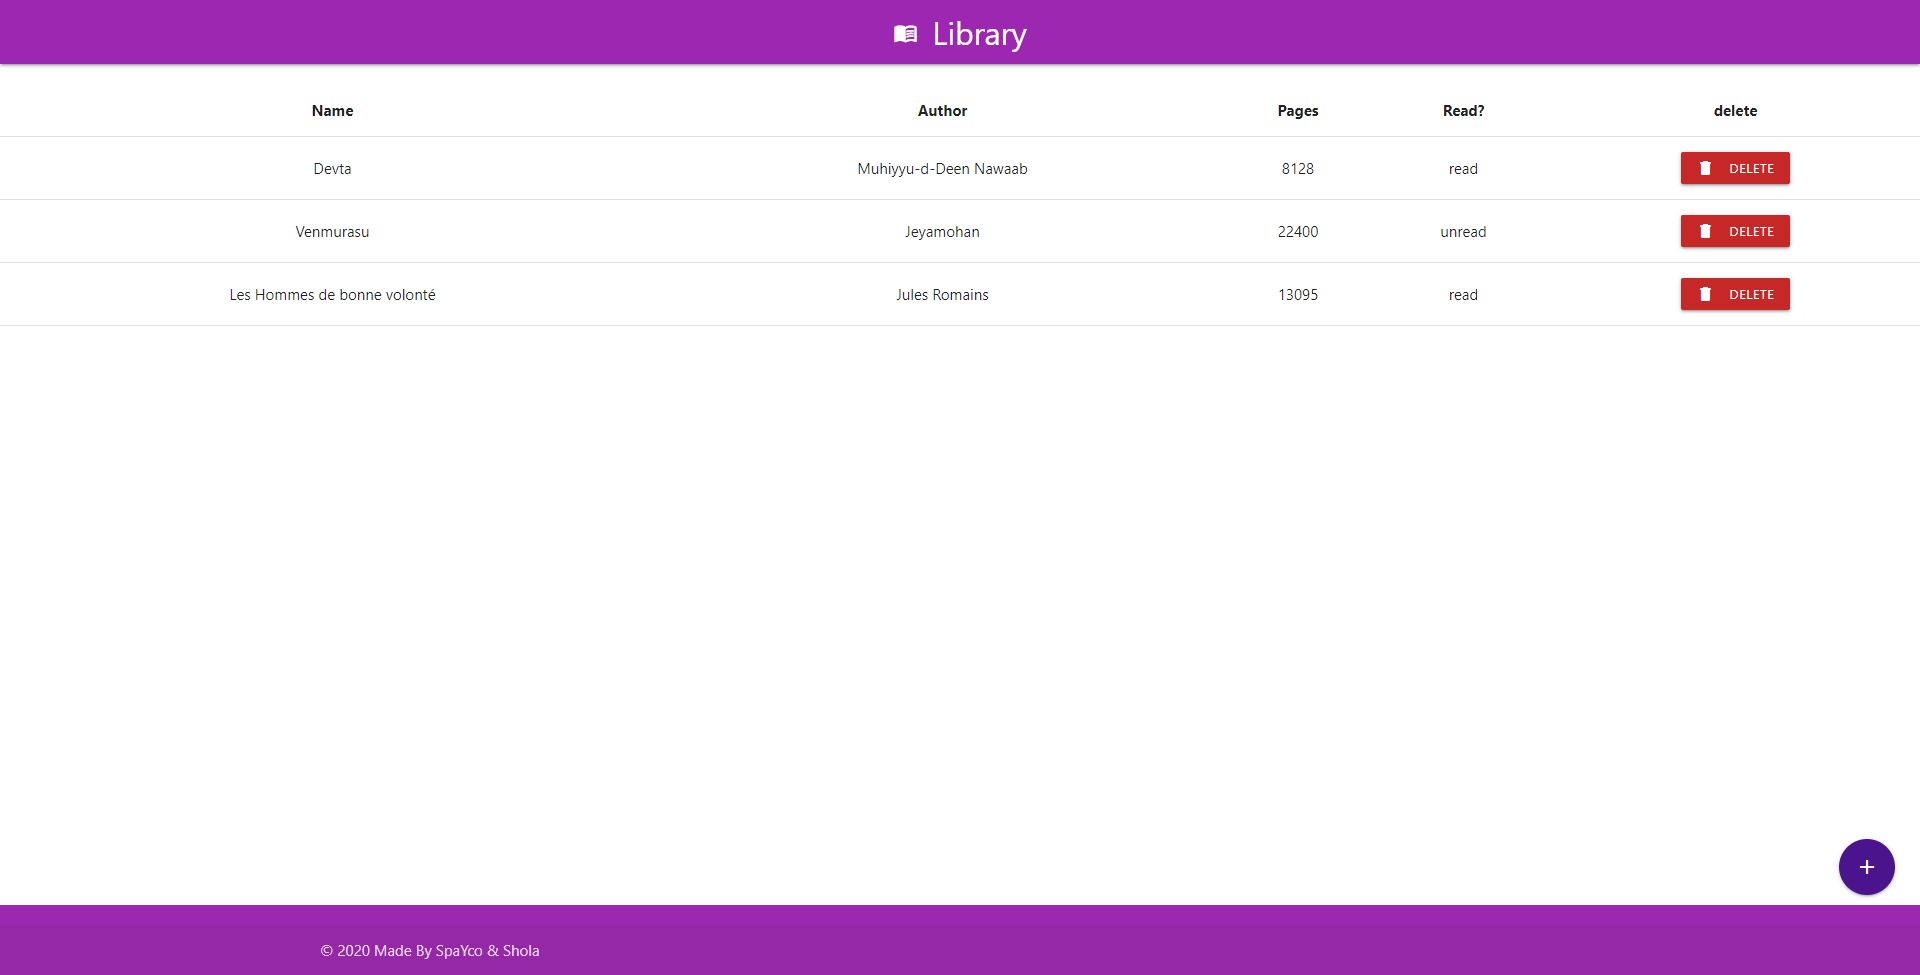 Library
Name Author Pages Read? delete
Devta Muhiyyu-d-Deen Nawaab 8128 read DELETE
Venmurasu Jeyamohan 22400 unread DELETE
Les Hommes de bonne volonté Jules Romains 13095 read DELETE
+
© 2020 Made By SpaYco & Shola